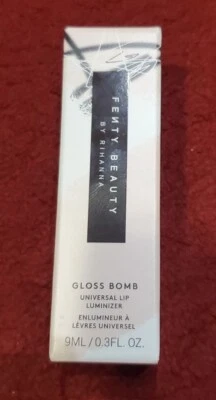 FENTY BEAUTY
BY RIHANNA
GLOSS BOMB
UNIVERSAL LIP
LUMINIZER
ENLUMINEUR À
LÈVRES UNIVERSEL
9ML / 0.3FL. OZ.